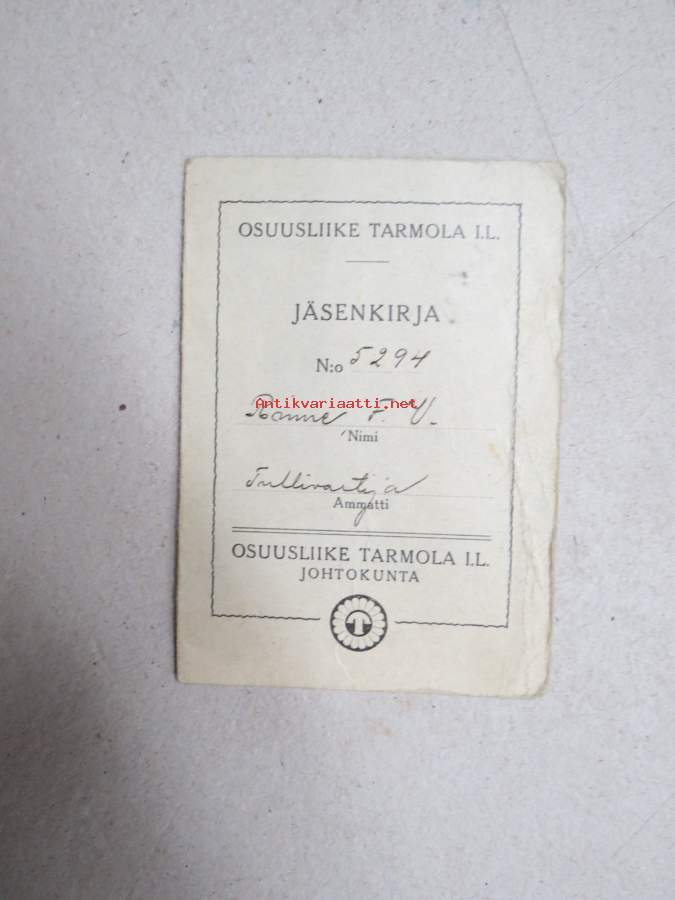 OSUUSLIIKE TARMOLA I.L.
JÄSENKIRJA
N:o 5294
Antikvariaatti.net
F. V.
Nimi
Tullivartija
Ammatti
OSUUSLIIKE TARMOLA I.L.
JOHTOKUNTA
T